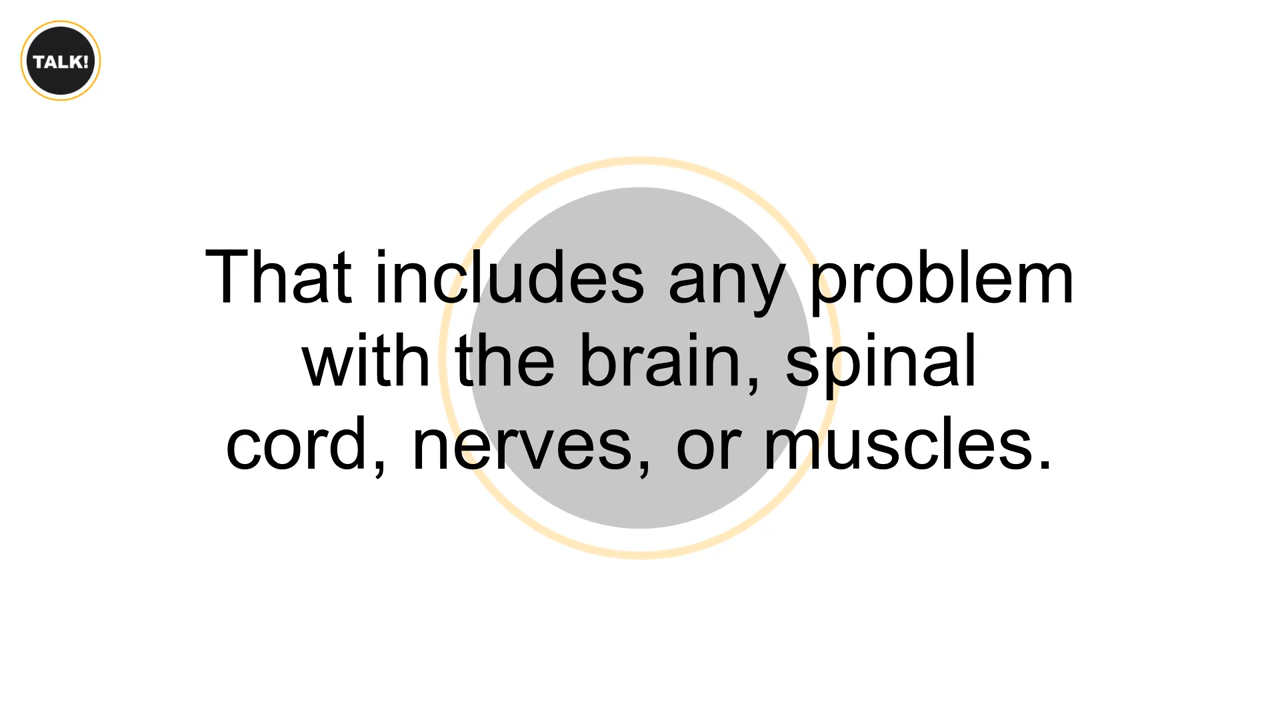 TALK!
That includes any problem
with the brain, spinal
cord, nerves, or muscles.